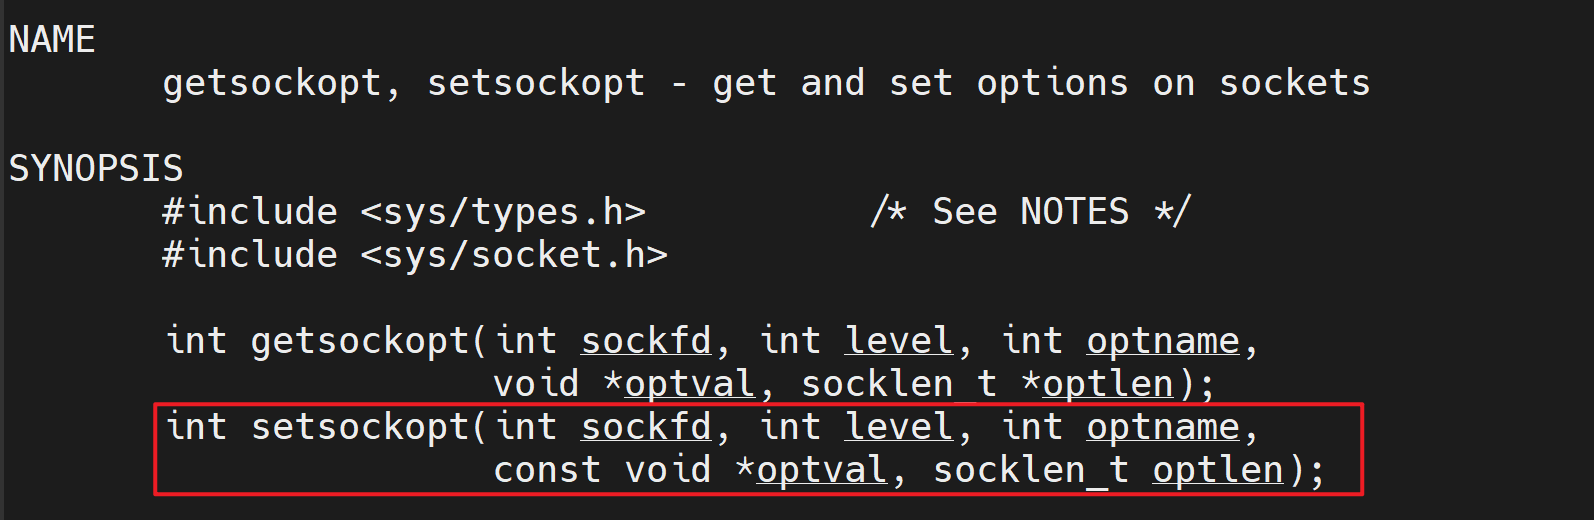 NAME
getsockopt, setsockopt - get and set options on sockets
SYNOPSIS
#include <sys/types.h>          /* See NOTES */
#include <sys/socket.h>
int getsockopt(int sockfd, int level, int optname,
void *optval, socklen_t *optlen);
int setsockopt(int sockfd, int level, int optname,
const void *optval, socklen_t optlen);